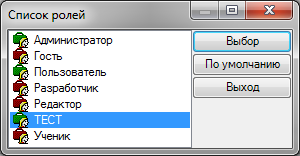 Список ролей
Администратор
Гость
Пользователь
Разработчик
Редактор
ТЕСТ
Ученик
Выбор
По умолчанию
Выход